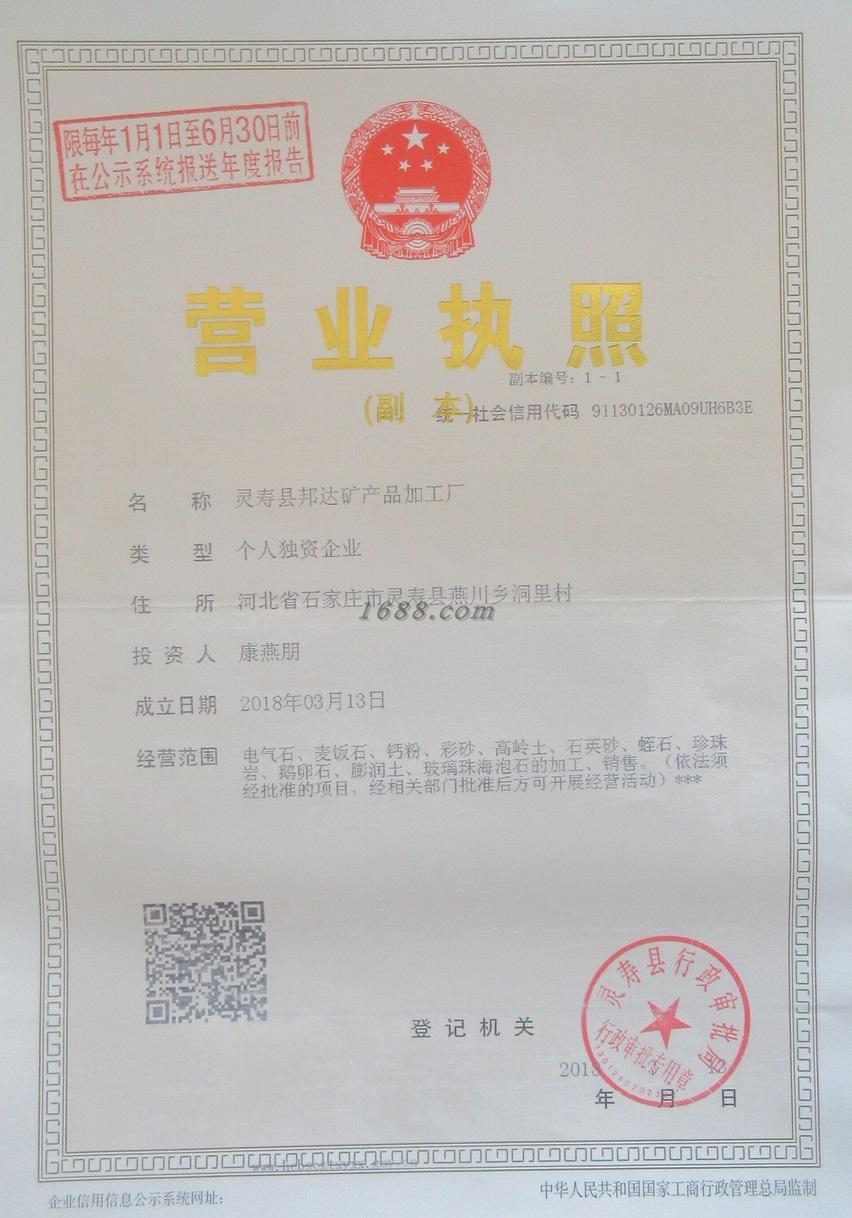 限每年1月1日至6月30日前
在公示系统报送年度报告
营业执照
副本编号：1-1
(副 本)
统一社会信用代码 91130126MA09UH6B3E
名 称 灵寿县邦达矿产品加工厂
类 型 个人独资企业
住 所 河北省石家庄市灵寿县燕川乡洞里村
1688.com
投资人 康燕朋
成立日期 2018年03月13日
经营范围 电气石、麦饭石、钙粉、彩砂、高岭土、石英砂、蛭石、珍珠
岩、鹅卵石、膨润土、玻璃珠海泡石的加工、销售。（依法须
经批准的项目，经相关部门批准后方可开展经营活动）***
灵寿县行政审批局
行政审批专用章
登记机关
2018 13
年 月 日
企业信用信息公示系统网址：
中华人民共和国国家工商行政管理总局监制